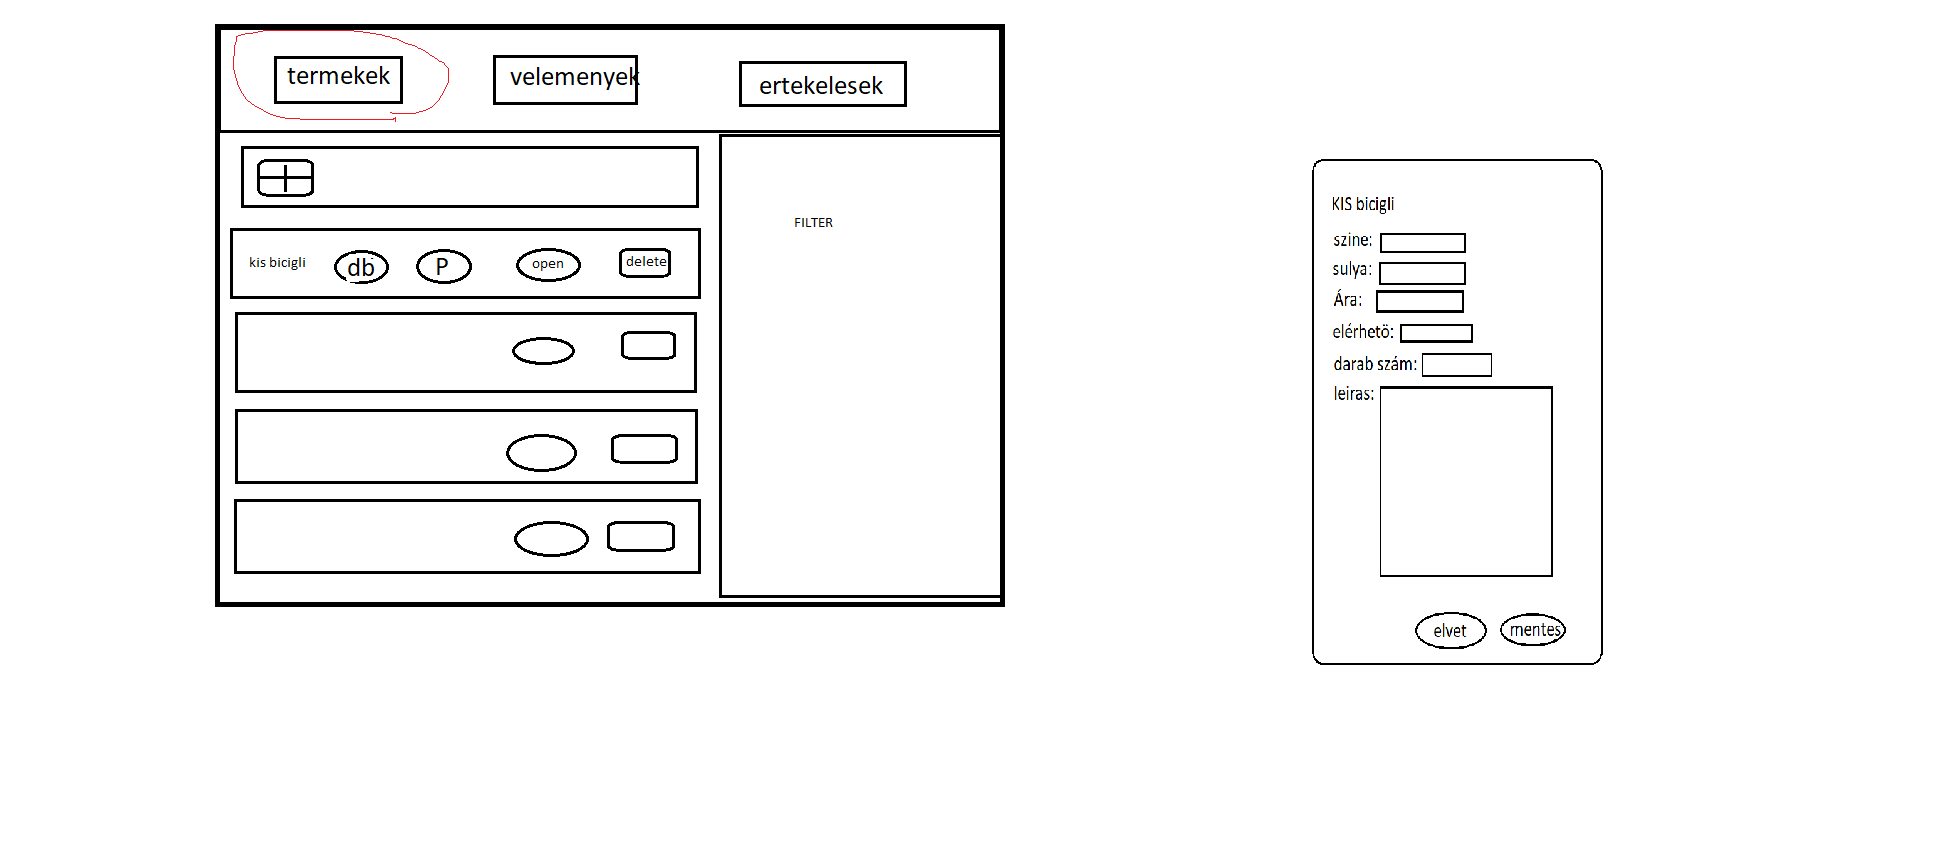 termekek
velemenyek
ertekelesek
FILTER
kis bicigli
db
P
open
delete
KIS bicigli
szine:
sulya:
Ára:
elérhetö:
darab szám:
leiras:
elvet
mentes